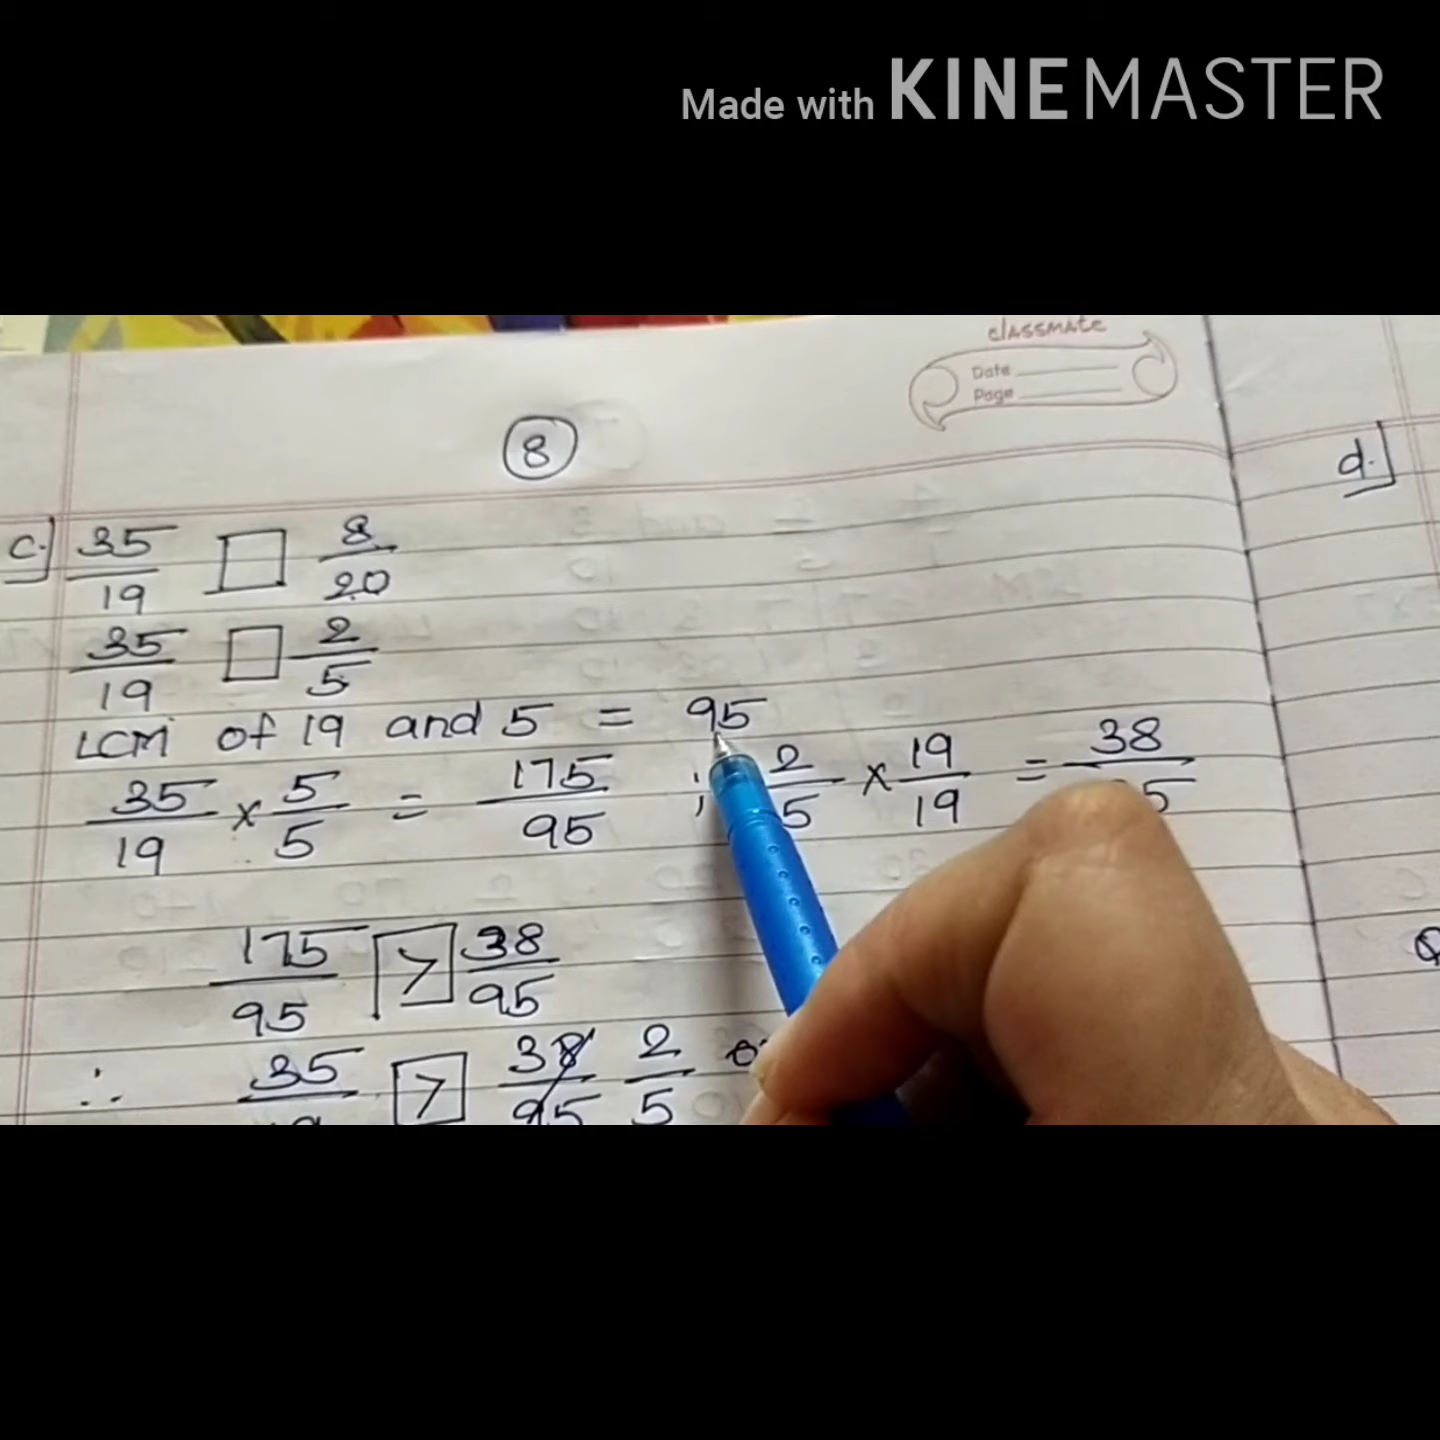 Made with KINEMASTER
classmate
Date
Page
8
d.
c. 35/19 □ 8/20
35/19 □ 2/5
LCM of 19 and 5 = 95
35/19 × 5/5 = 175/95 ; 2/5 × 19/19 = 38/ 5
175/95 > 38/95
∴ 35/ > 38/95 2/5